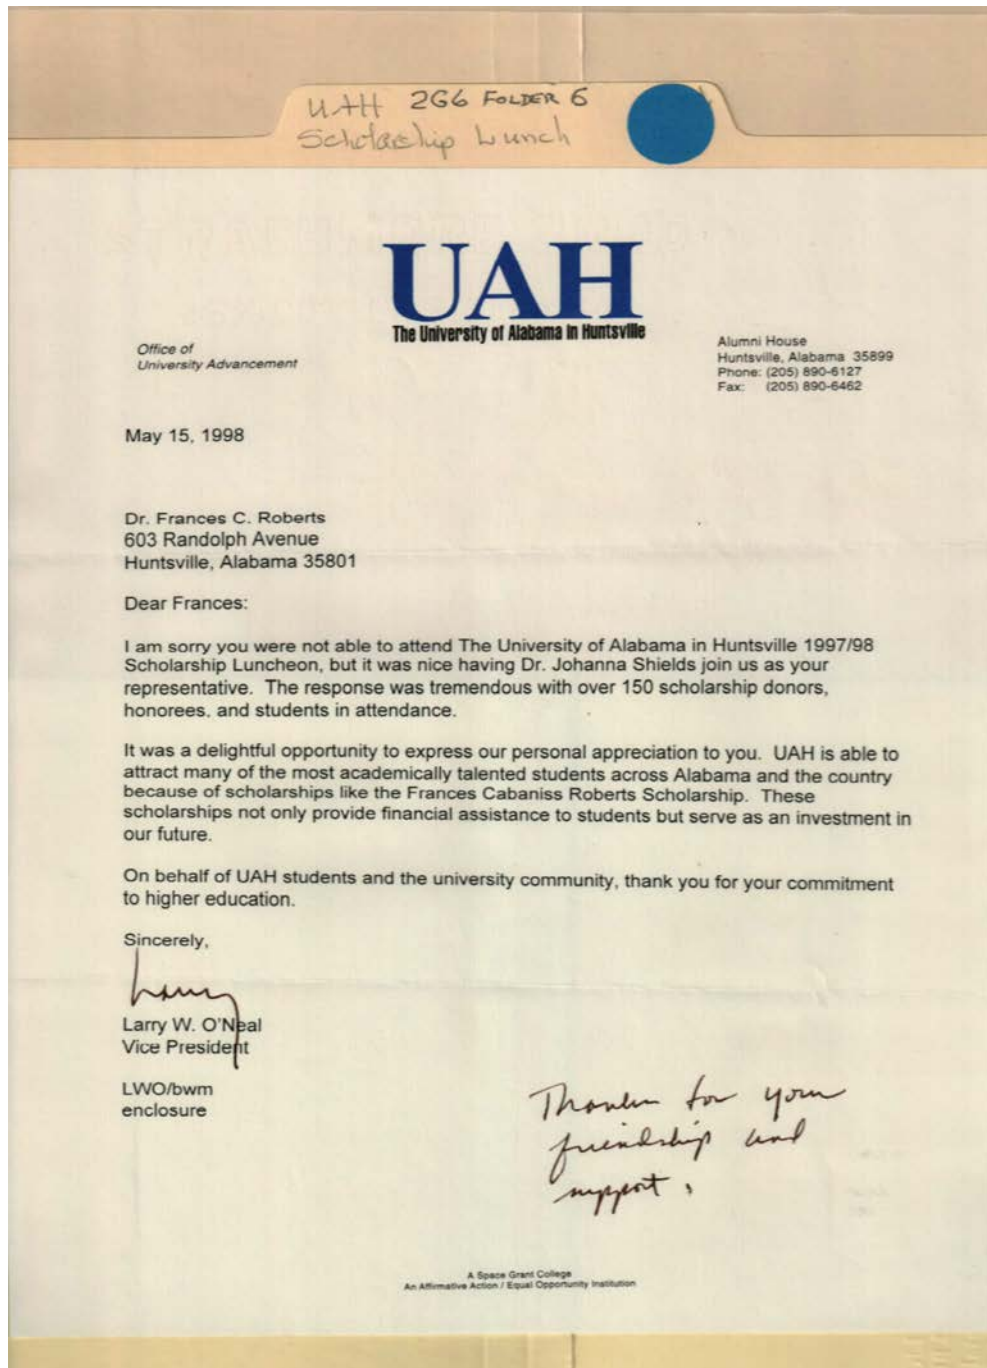 UAH 2G6 FOLDER 6
Scholarship Lunch
UAH
The University of Alabama in Huntsville
Office of
University Advancement
Alumni House
Huntsville, Alabama 35899
Phone: (205) 890-6127
Fax: (205) 890-6462
May 15, 1998
Dr. Frances C. Roberts
603 Randolph Avenue
Huntsville, Alabama 35801
Dear Frances:
I am sorry you were not able to attend The University of Alabama in Huntsville 1997/98
Scholarship Luncheon, but it was nice having Dr. Johanna Shields join us as your
representative. The response was tremendous with over 150 scholarship donors,
honorees, and students in attendance.
It was a delightful opportunity to express our personal appreciation to you. UAH is able to
attract many of the most academically talented students across Alabama and the country
because of scholarships like the Frances Cabaniss Roberts Scholarship. These
scholarships not only provide financial assistance to students but serve as an investment in
our future.
On behalf of UAH students and the university community, thank you for your commitment
to higher education.
Sincerely,
Larry
Larry W. O'Neal
Vice President
LWO/bwm
enclosure
Thanks for your
friendship and
support.
A Space Grant College
An Affirmative Action / Equal Opportunity Institution